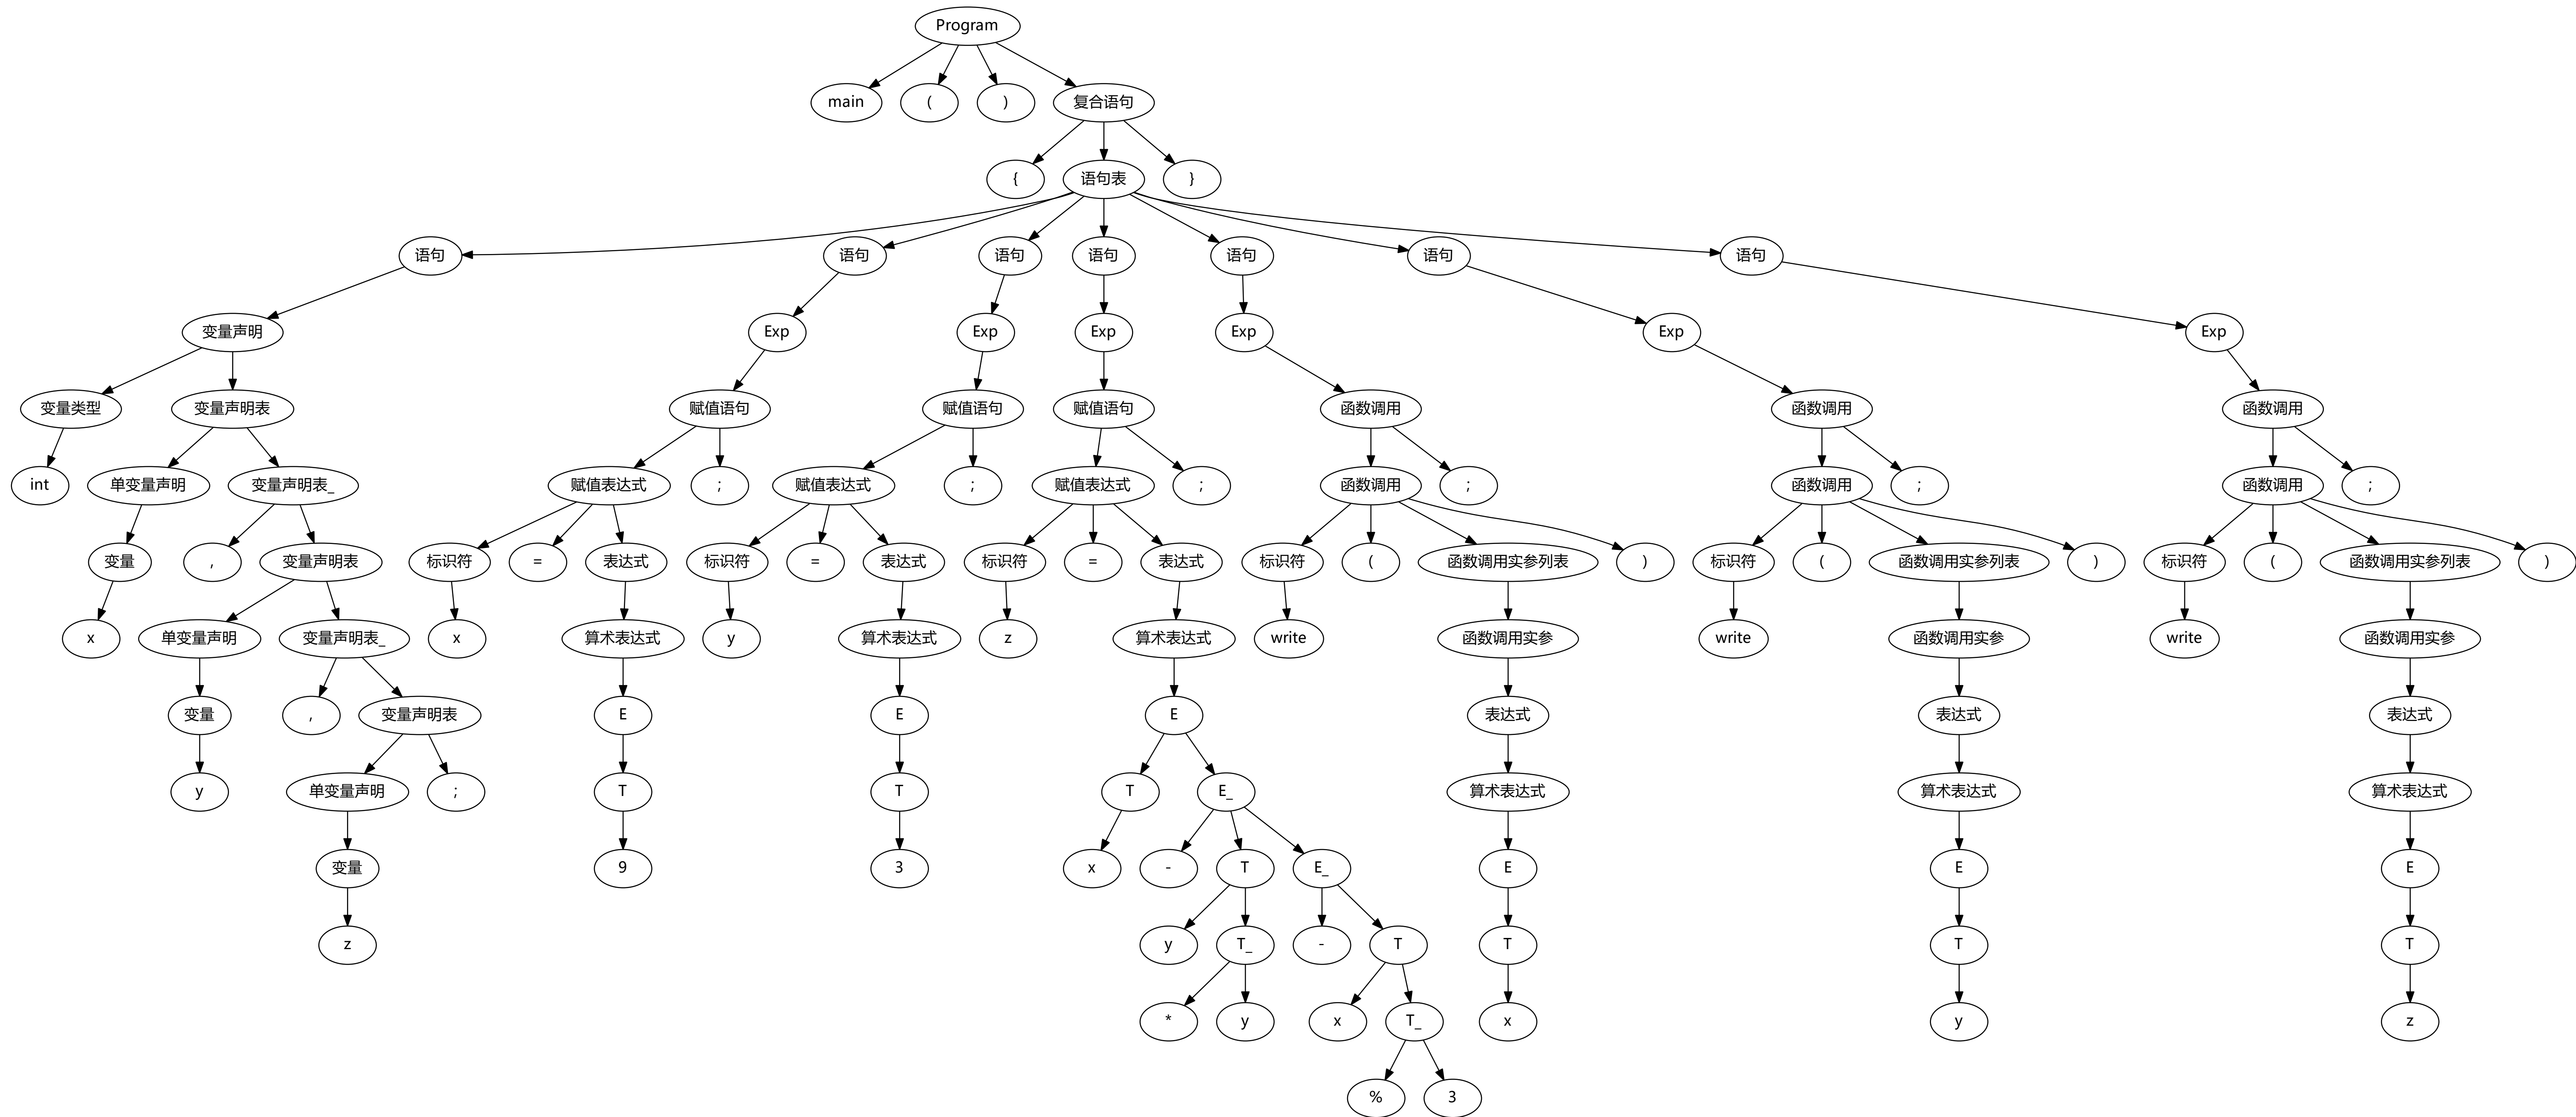 Program
main ( ) 复合语句
{ 语句表 }
语句 语句 语句 语句 语句 语句 语句
变量声明 Exp Exp Exp Exp Exp Exp
变量类型 变量声明表 赋值语句 赋值语句 赋值语句 函数调用 函数调用 函数调用
int 单变量声明 变量声明表_ 赋值表达式 ; 赋值表达式 ; 赋值表达式 ; 函数调用 ; 函数调用 ; 函数调用 ;
变量 , 变量声明表 标识符 = 表达式 标识符 = 表达式 标识符 = 表达式 标识符 ( 函数调用实参列表 ) 标识符 ( 函数调用实参列表 ) 标识符 ( 函数调用实参列表 )
x 单变量声明 变量声明表_ x 算术表达式 y 算术表达式 z 算术表达式 write 函数调用实参 write 函数调用实参 write 函数调用实参
变量 , 变量声明表 E E E 表达式 表达式 表达式
y 单变量声明 ; T T T E_ 算术表达式 算术表达式 算术表达式
变量 9 3 x - T E_ E E E
z y T_ - T T T T
* y x T_ x y z
% 3